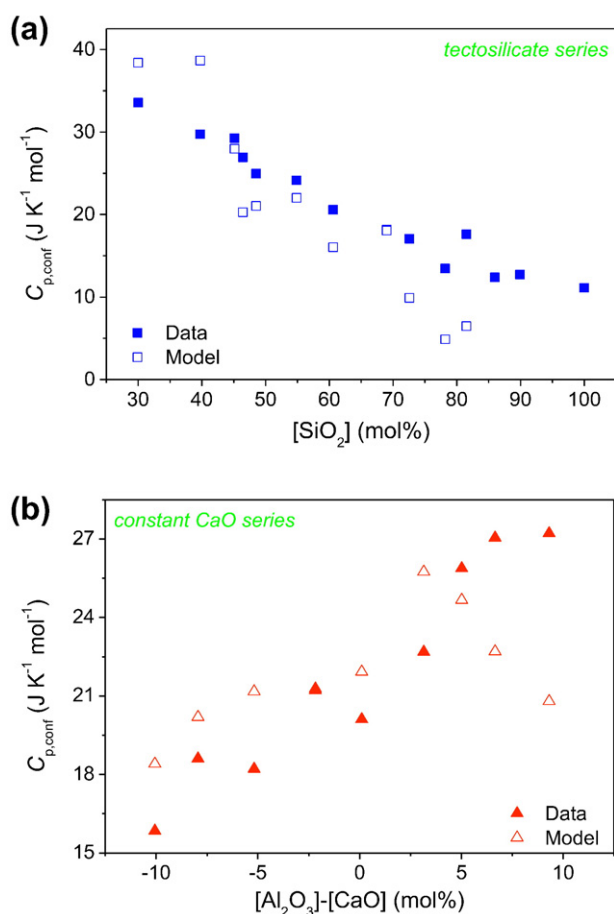 (a)
tectosilicate series
40
30
20
10
0
C_p,conf (J K⁻¹ mol⁻¹)
Data
Model
30 40 50 60 70 80 90 100
[SiO₂] (mol%)
(b)
constant CaO series
27
24
21
18
15
C_p,conf (J K⁻¹ mol⁻¹)
Data
Model
-10 -5 0 5 10
[Al₂O₃]-[CaO] (mol%)